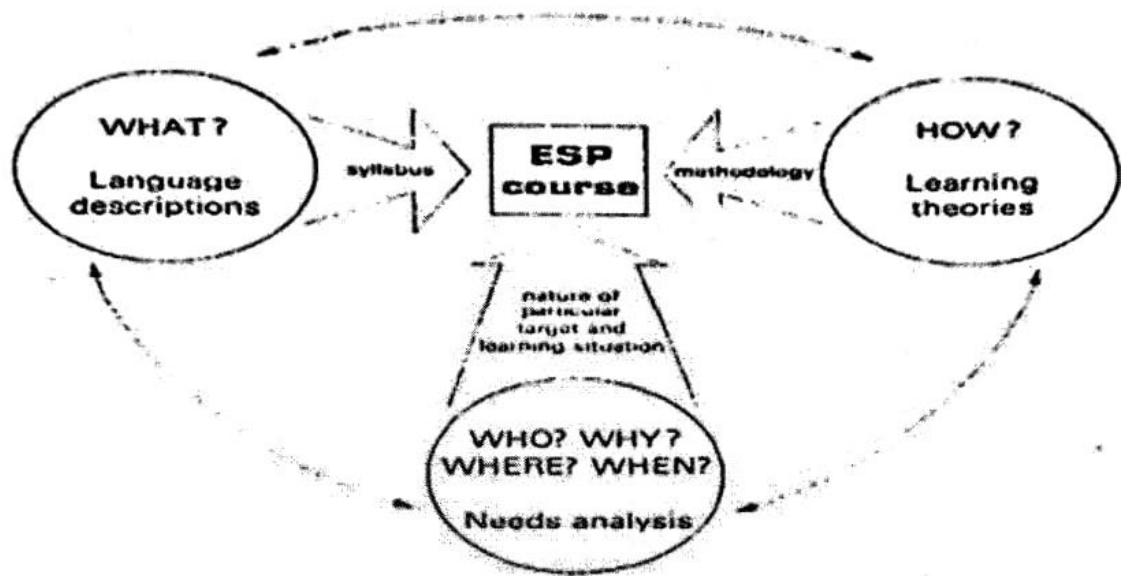 WHAT?
Language
descriptions
syllabus
ESP
course
methodology
HOW?
Learning
theories
nature of
particular
target and
learning situation
WHO? WHY?
WHERE? WHEN?
Needs analysis